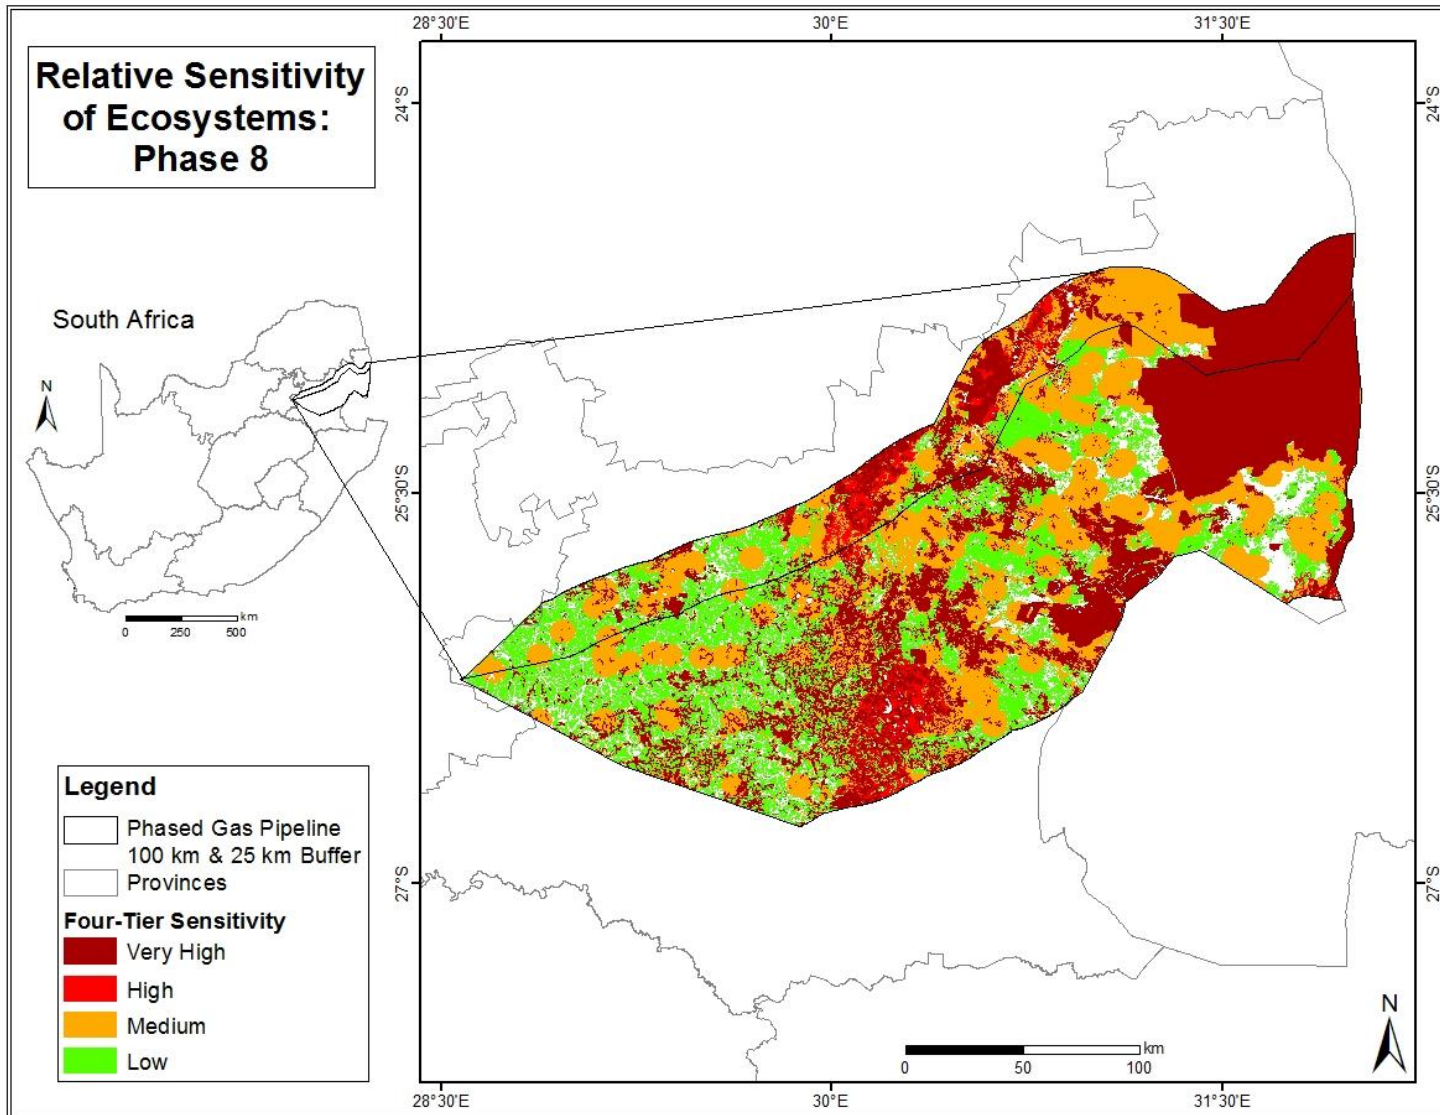 Relative Sensitivity
of Ecosystems:
Phase 8
28°30'E
30°E
31°30'E
24°S
24°S
South Africa
N
25°30'S
25°30'S
km
0
250
500
Legend
Phased Gas Pipeline
100 km & 25 km Buffer
Provinces
Four-Tier Sensitivity
Very High
High
Medium
Low
27°S
27°S
N
km
0
50
100
28°30'E
30°E
31°30'E